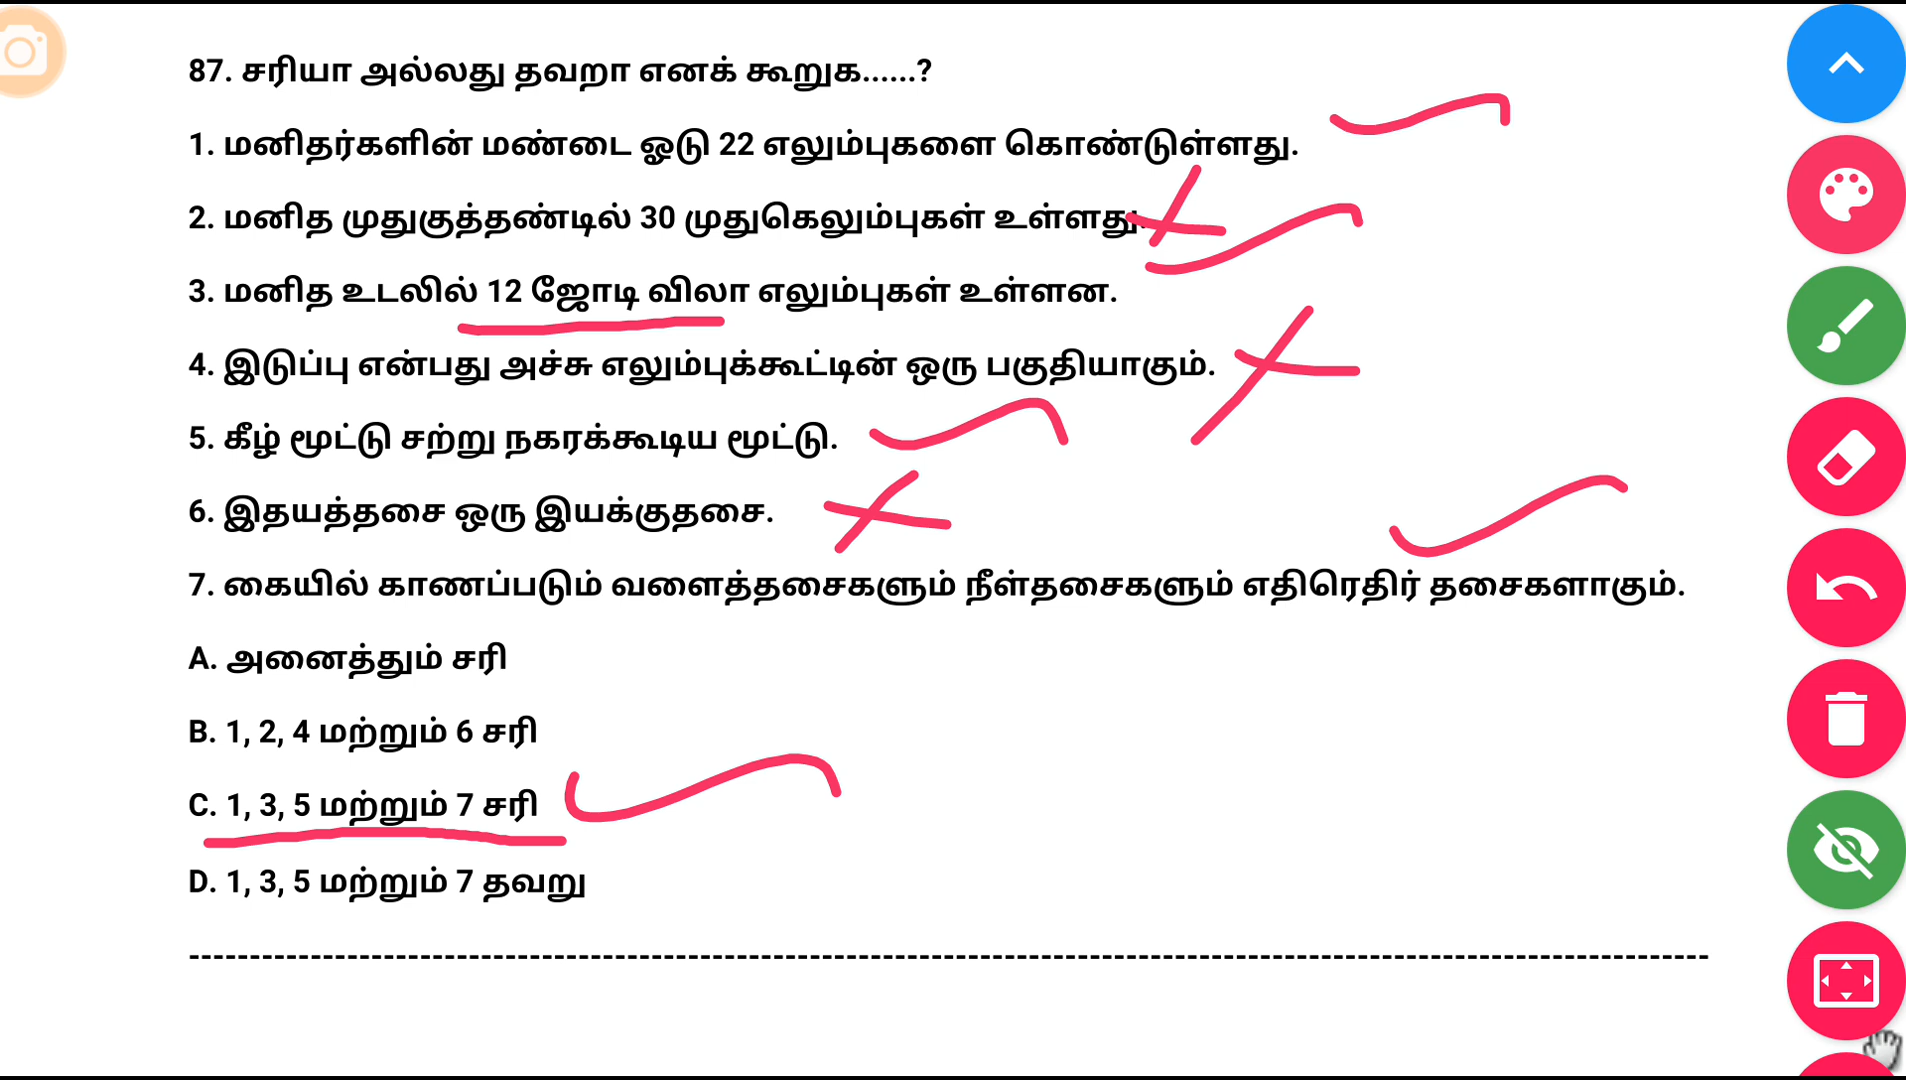 87. சரியா அல்லது தவறா எனக் கூறுக......?
1. மனிதர்களின் மண்டை ஓடு 22 எலும்புகளை கொண்டுள்ளது.
2. மனித முதுகுத்தண்டில் 30 முதுகெலும்புகள் உள்ளது.
3. மனித உடலில் 12 ஜோடி விலா எலும்புகள் உள்ளன.
4. இடுப்பு என்பது அச்சு எலும்புக்கூட்டின் ஒரு பகுதியாகும்.
5. கீழ் மூட்டு சற்று நகரக்கூடிய மூட்டு.
6. இதயத்தசை ஒரு இயக்குதசை.
7. கையில் காணப்படும் வளைத்தசைகளும் நீள்தசைகளும் எதிரெதிர் தசைகளாகும்.
A. அனைத்தும் சரி
B. 1, 2, 4 மற்றும் 6 சரி
C. 1, 3, 5 மற்றும் 7 சரி
D. 1, 3, 5 மற்றும் 7 தவறு